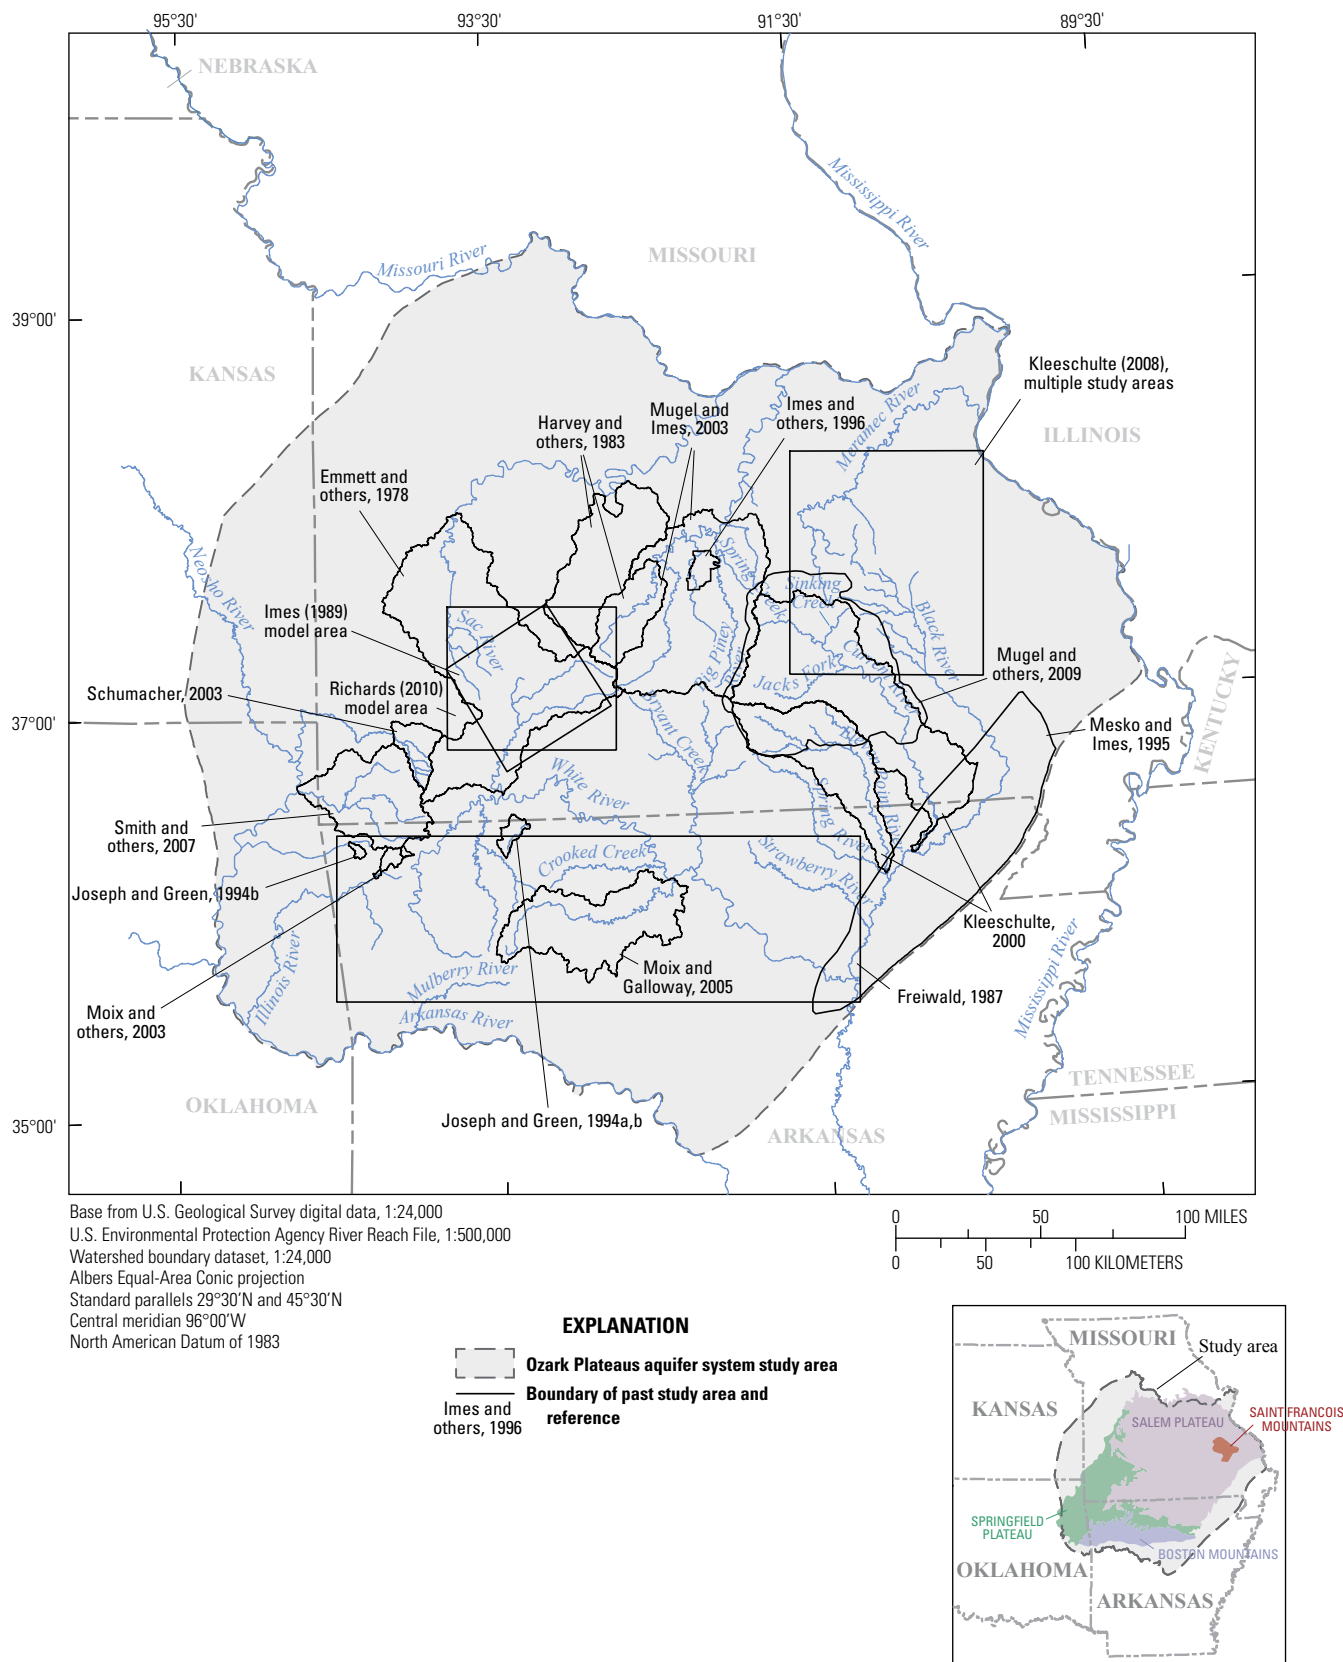 95°30'
93°30'
91°30'
89°30'
NEBRASKA
Mississippi River
MISSOURI
Missouri River
39°00'
KANSAS
Kleeschulte (2008),
multiple study areas
Meramec River
Mugel and
Imes, 2003
Imes and
others, 1996
Harvey and
others, 1983
ILLINOIS
Emmett and
others, 1978
Neosho River
Spring
Creek
Sinking
Creek
Black River
Imes (1989)
model area
Sac River
Big Piney
River
Current River
Jacks Fork
Mugel and
others, 2009
KENTUCKY
Schumacher, 2003
Richards (2010)
model area
Bryant Creek
37°00'
Mesko and
Imes, 1995
Eleven Point River
White River
Spring River
Smith and
others, 2007
Strawberry River
Crooked Creek
Joseph and Green, 1994b
Kleeschulte,
2000
Illinois River
Mulberry River
Moix and
Galloway, 2005
Mississippi River
Freiwald, 1987
Moix and
others, 2003
Arkansas River
TENNESSEE
OKLAHOMA
MISSISSIPPI
Joseph and Green, 1994a,b
35°00'
ARKANSAS
Base from U.S. Geological Survey digital data, 1:24,000
U.S. Environmental Protection Agency River Reach File, 1:500,000
Watershed boundary dataset, 1:24,000
Albers Equal-Area Conic projection
Standard parallels 29°30'N and 45°30'N
Central meridian 96°00'W
North American Datum of 1983
0 50 100 MILES
0 50 100 KILOMETERS
EXPLANATION
Ozark Plateaus aquifer system study area
Imes and
others, 1996
Boundary of past study area and
reference
MISSOURI
Study area
KANSAS
SALEM PLATEAU
SAINT FRANCOIS
MOUNTAINS
SPRINGFIELD
PLATEAU
BOSTON MOUNTAINS
OKLAHOMA
ARKANSAS